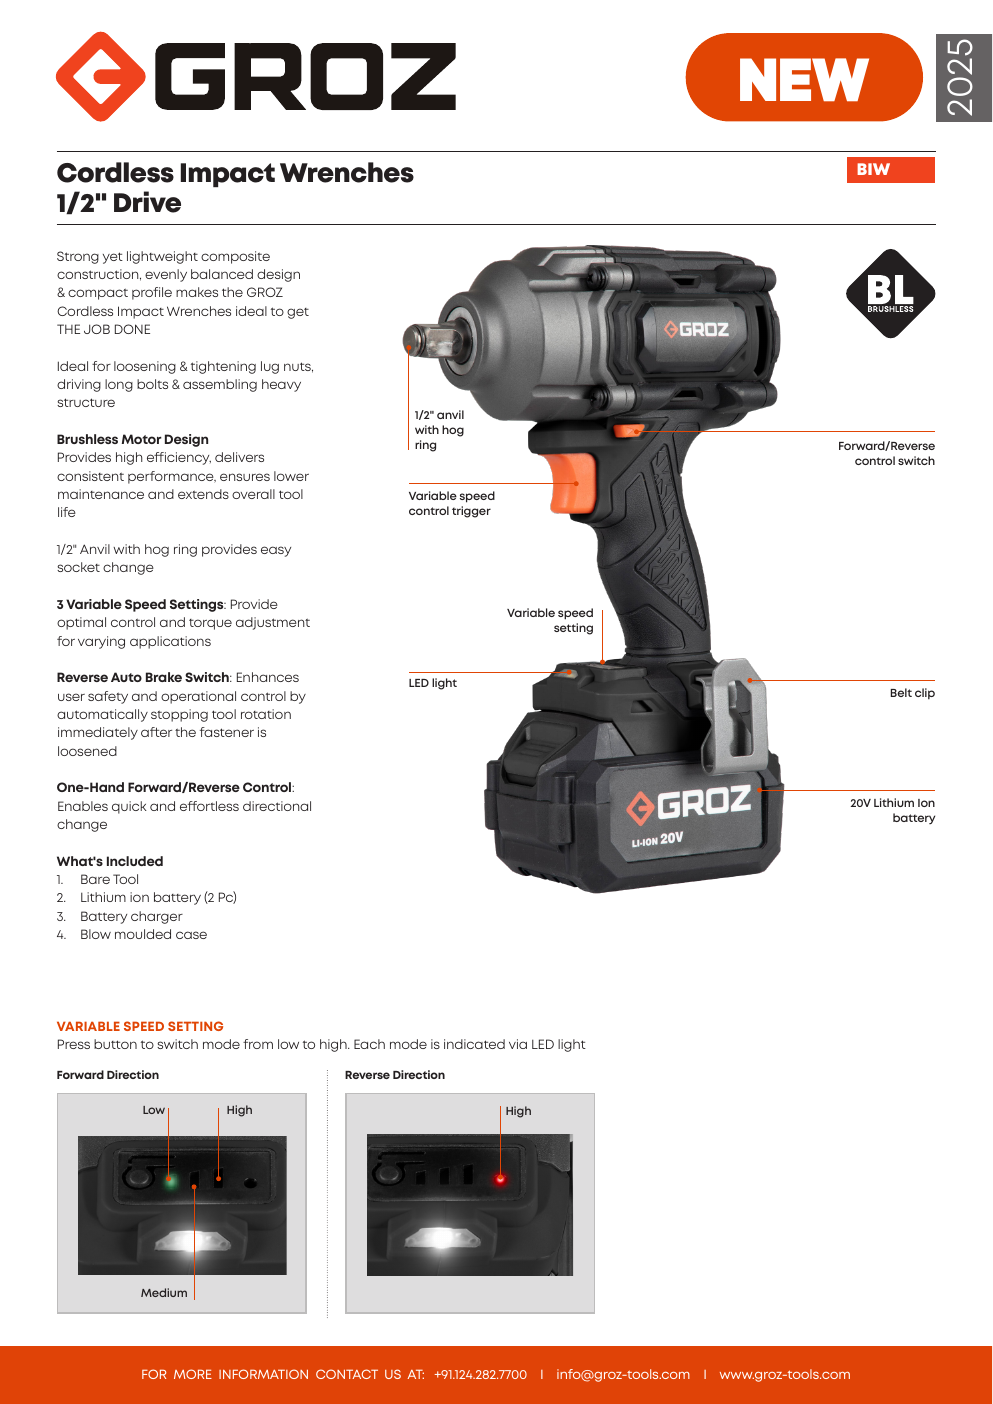 GROZ
NEW
2025
Cordless Impact Wrenches
1/2" Drive
BIW
Strong yet lightweight composite
construction, evenly balanced design
& compact profile makes the GROZ
Cordless Impact Wrenches ideal to get
THE JOB DONE
Ideal for loosening & tightening lug nuts,
driving long bolts & assembling heavy
structure
Brushless Motor Design
Provides high efficiency, delivers
consistent performance, ensures lower
maintenance and extends overall tool
life
1/2" Anvil with hog ring provides easy
socket change
3 Variable Speed Settings: Provide
optimal control and torque adjustment
for varying applications
Reverse Auto Brake Switch: Enhances
user safety and operational control by
automatically stopping tool rotation
immediately after the fastener is
loosened
One-Hand Forward/Reverse Control:
Enables quick and effortless directional
change
What's Included
1. Bare Tool
2. Lithium ion battery (2 Pc)
3. Battery charger
4. Blow moulded case
BL
BRUSHLESS
GROZ
1/2" anvil
with hog
ring
Forward/Reverse
control switch
Variable speed
control trigger
Variable speed
setting
LED light
Belt clip
20V Lithium Ion
battery
GROZ
LI-ION 20V
VARIABLE SPEED SETTING
Press button to switch mode from low to high. Each mode is indicated via LED light
Forward Direction
Low
High
Medium
Reverse Direction
High
FOR MORE INFORMATION CONTACT US AT: +91.124.282.7700 I info@groz-tools.com I www.groz-tools.com